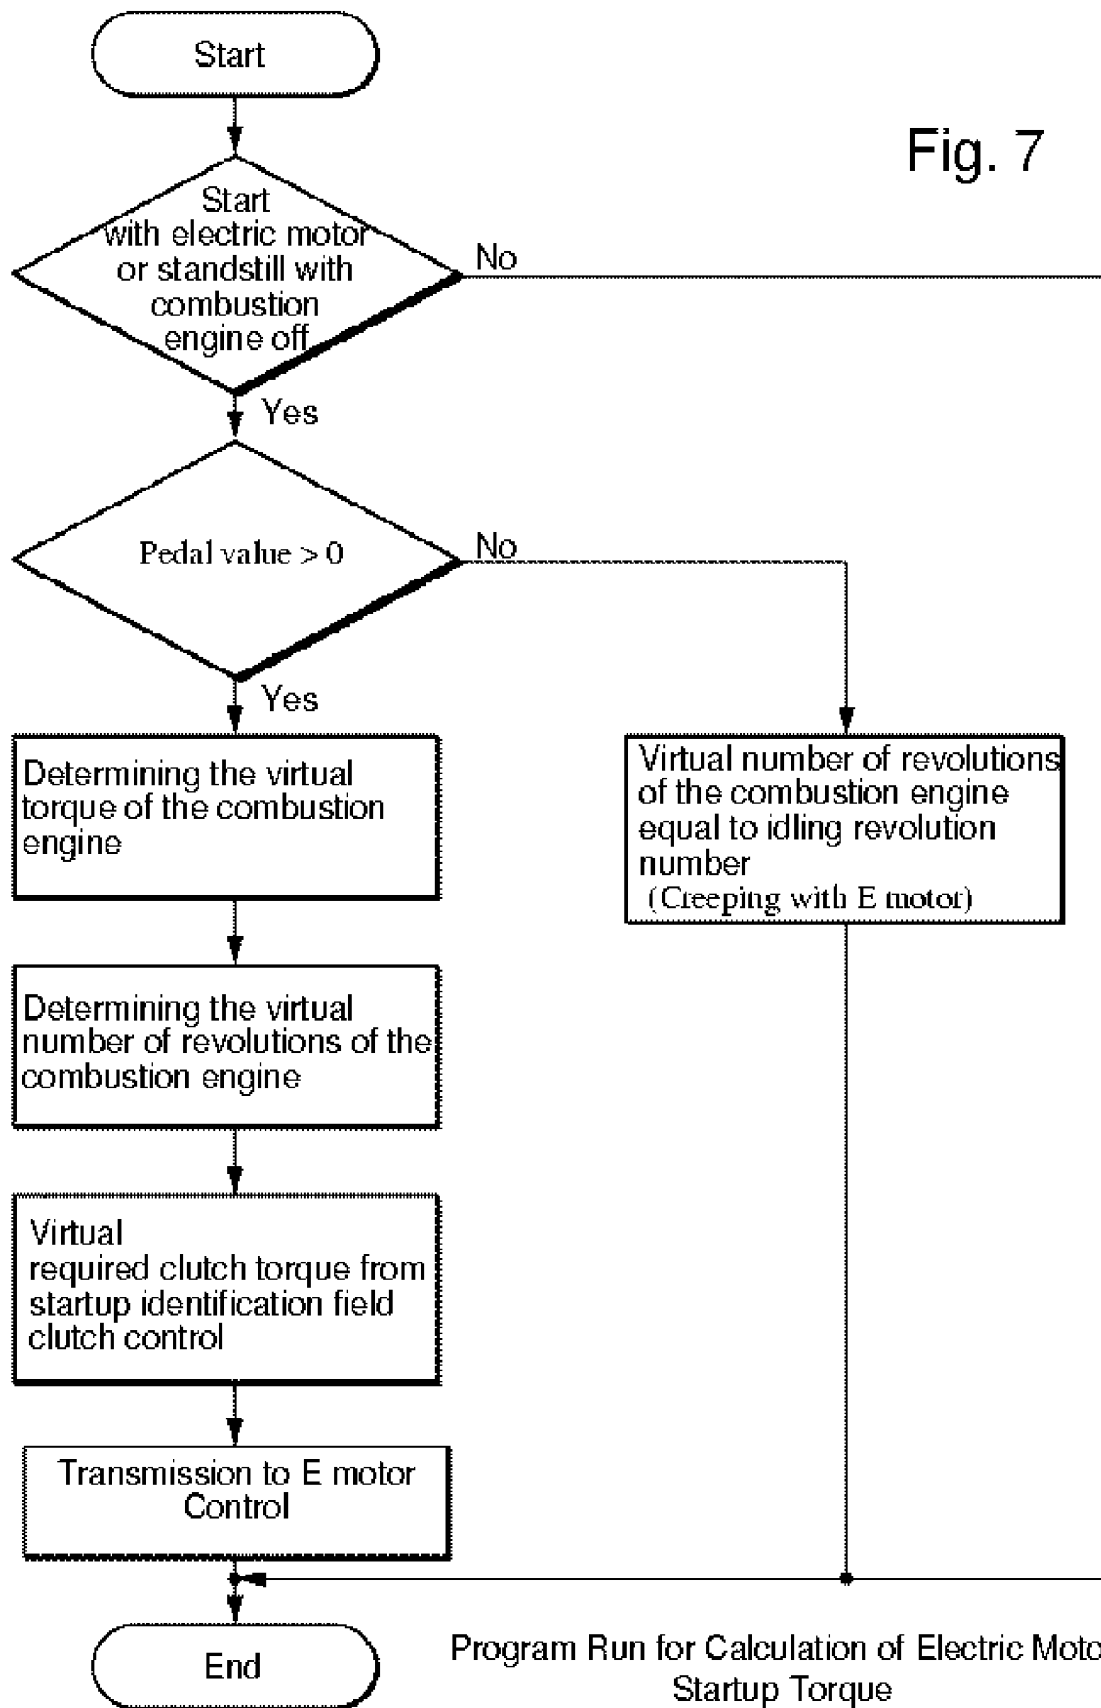 Start
Fig. 7
Start
with electric motor
or standstill with
combustion
engine off
No
Yes
Pedal value > 0
No
Yes
Determining the virtual
torque of the combustion
engine
Virtual number of revolutions
of the combustion engine
equal to idling revolution
number
(Creeping with E motor)
Determining the virtual
number of revolutions of the
combustion engine
Virtual
required clutch torque from
startup identification field
clutch control
Transmission to E motor
Control
End
Program Run for Calculation of Electric Moto
Startup Torque